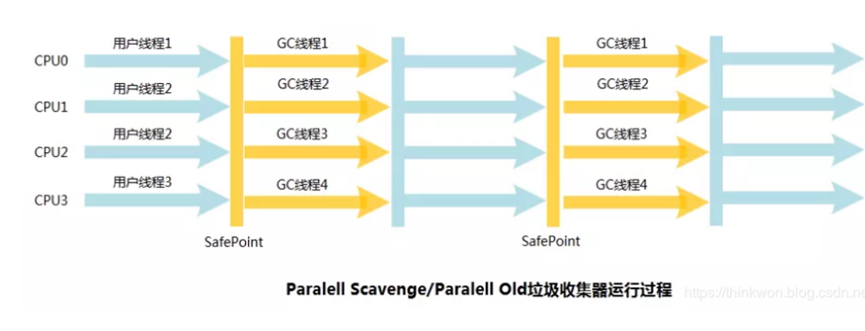 用户线程1 GC线程1 GC线程1
CPU0
用户线程2 GC线程2 GC线程2
CPU1
用户线程2 GC线程3 GC线程3
CPU2
用户线程3 GC线程4 GC线程4
CPU3
SafePoint SafePoint
Paralell Scavenge/Paralell Old垃圾收集器运行过程
https://thinkwon.blog.csdn.ne